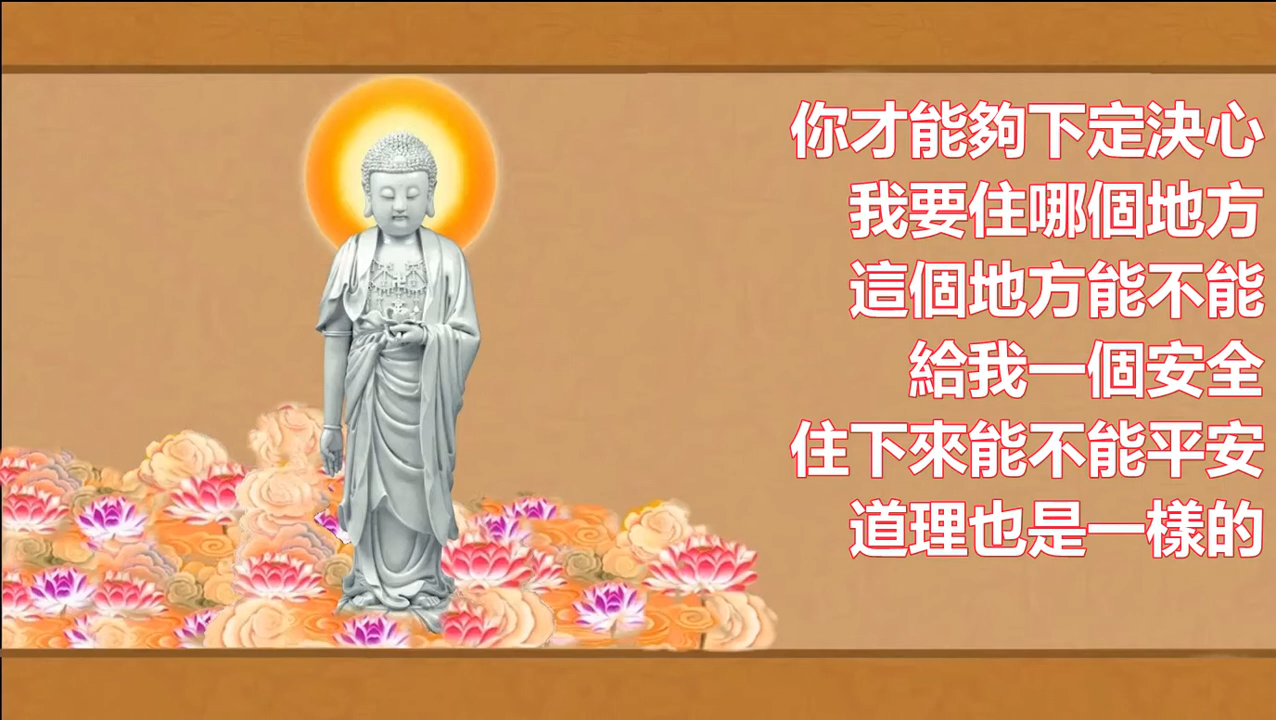 你才能夠下定決心
我要住哪個地方
這個地方能不能
給我一個安全
住下來能不能平安
道理也是一樣的